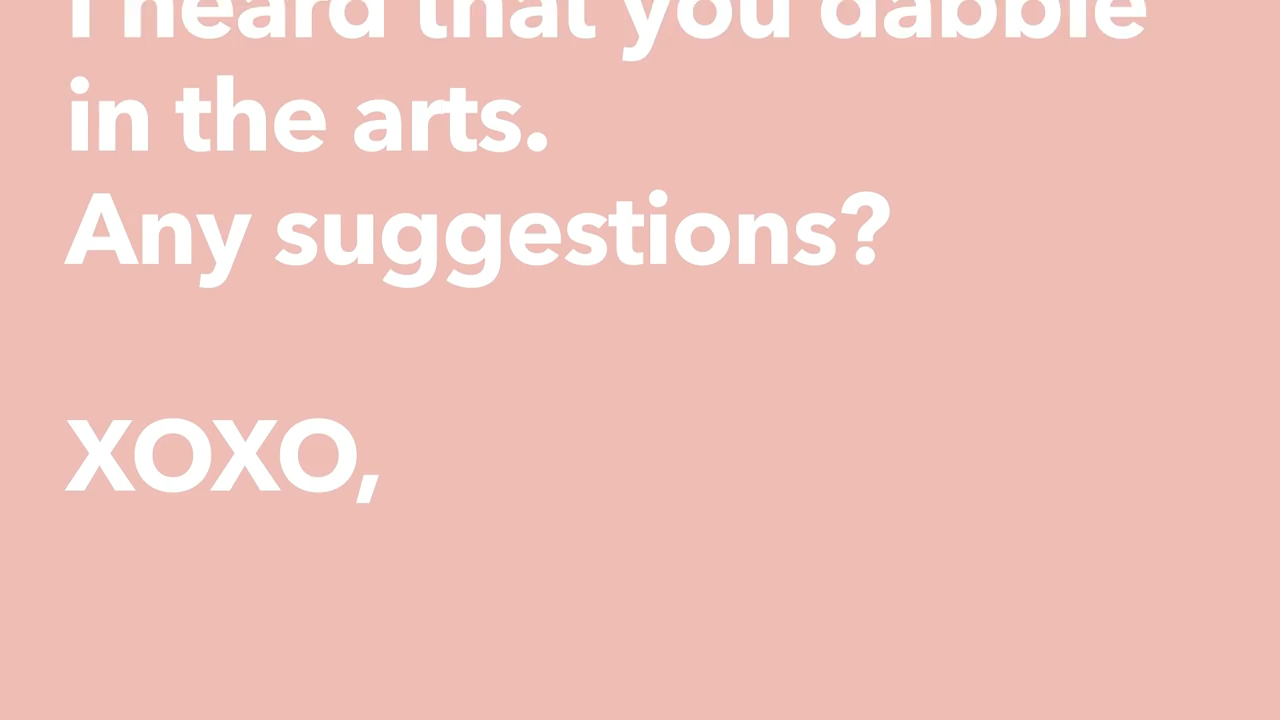 I heard that you dabble
in the arts.
Any suggestions?
XOXO,